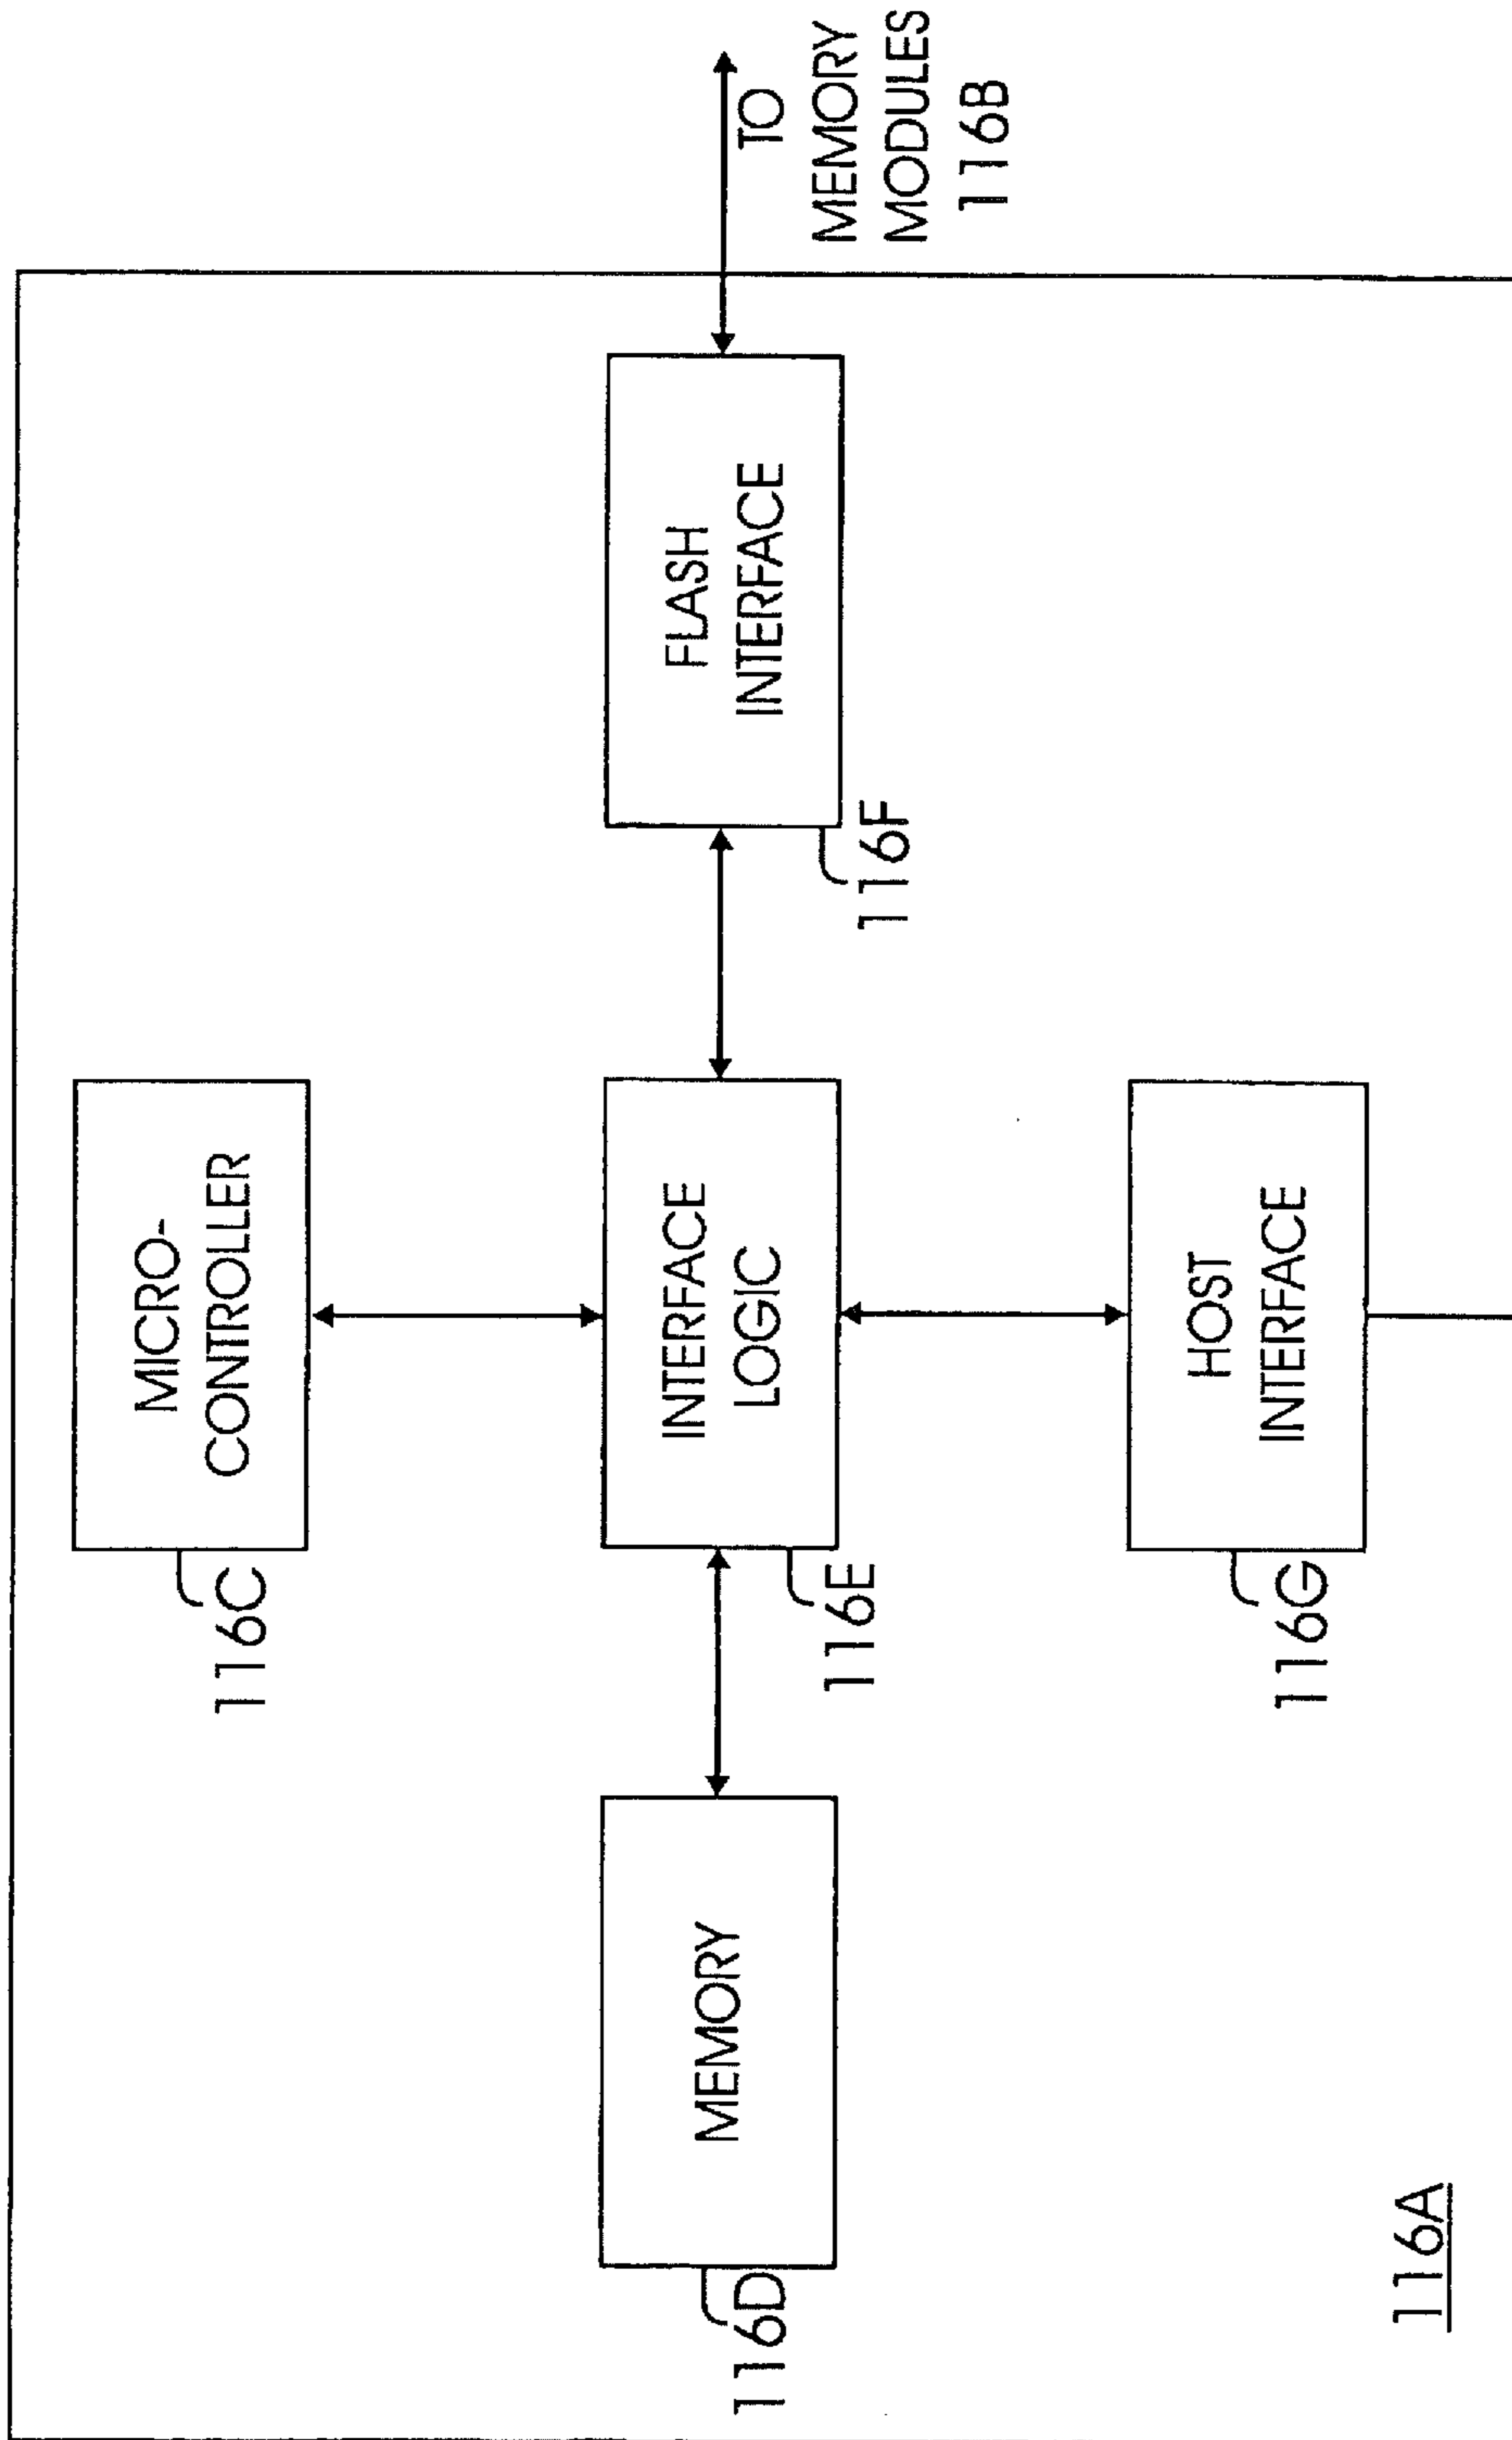 MICRO-
CONTROLLER
116C
MEMORY
116D
INTERFACE
LOGIC
116E
FLASH
INTERFACE
116F
TO
MEMORY
MODULES
116B
HOST
INTERFACE
116G
116A